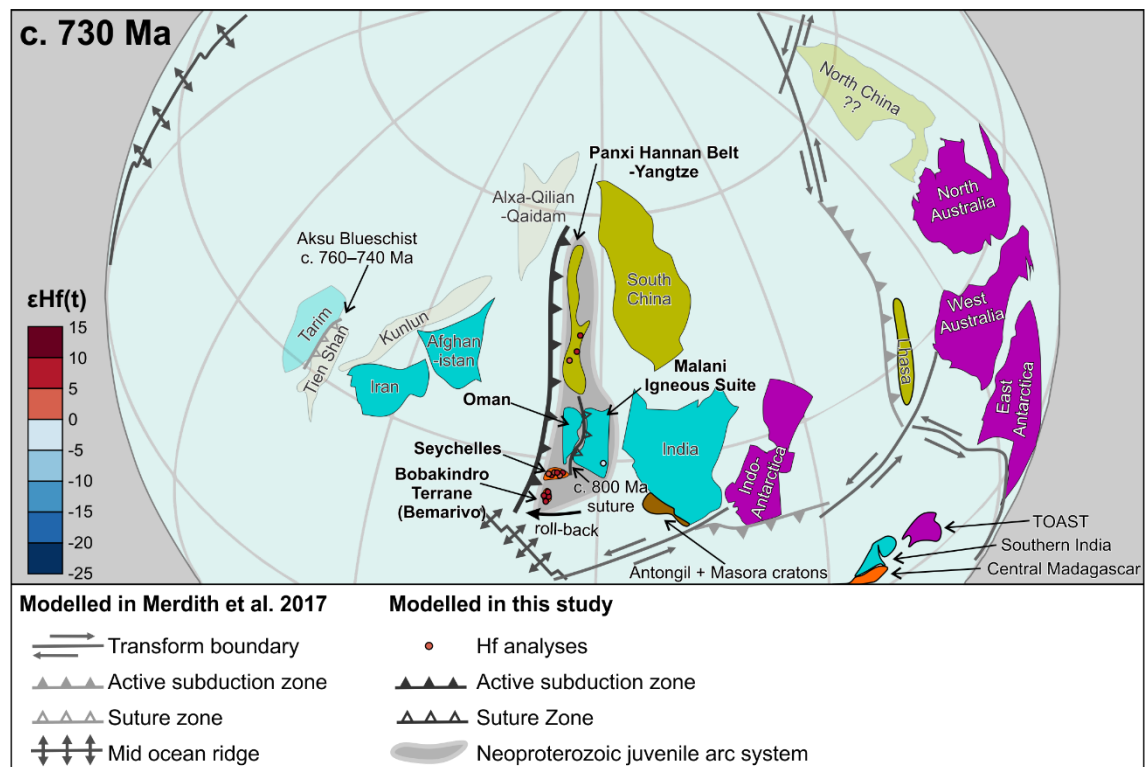 c. 730 Ma
North China
??
Panxi Hannan Belt
-Yangtze
North
Australia
Alxa-Qilian
-Qaidam
Aksu Blueschist
c. 760–740 Ma
South
China
εHf(t)
15
10
5
0
-5
-10
-15
-20
-25
Tarim
Tien Shan
Kunlun
Afghan
-istan
Iran
West
Australia
Lhasa
Malani
Igneous Suite
Oman
East
Antarctica
India
Indo-
Antarctica
Seychelles
Bobakindro
Terrane
(Bemarivo)
c. 800 Ma
suture
roll-back
Antongil + Masora cratons
TOAST
Southern India
Central Madagascar
Modelled in Merdith et al. 2017
Transform boundary
Active subduction zone
Suture zone
Mid ocean ridge
Modelled in this study
Hf analyses
Active subduction zone
Suture Zone
Neoproterozoic juvenile arc system